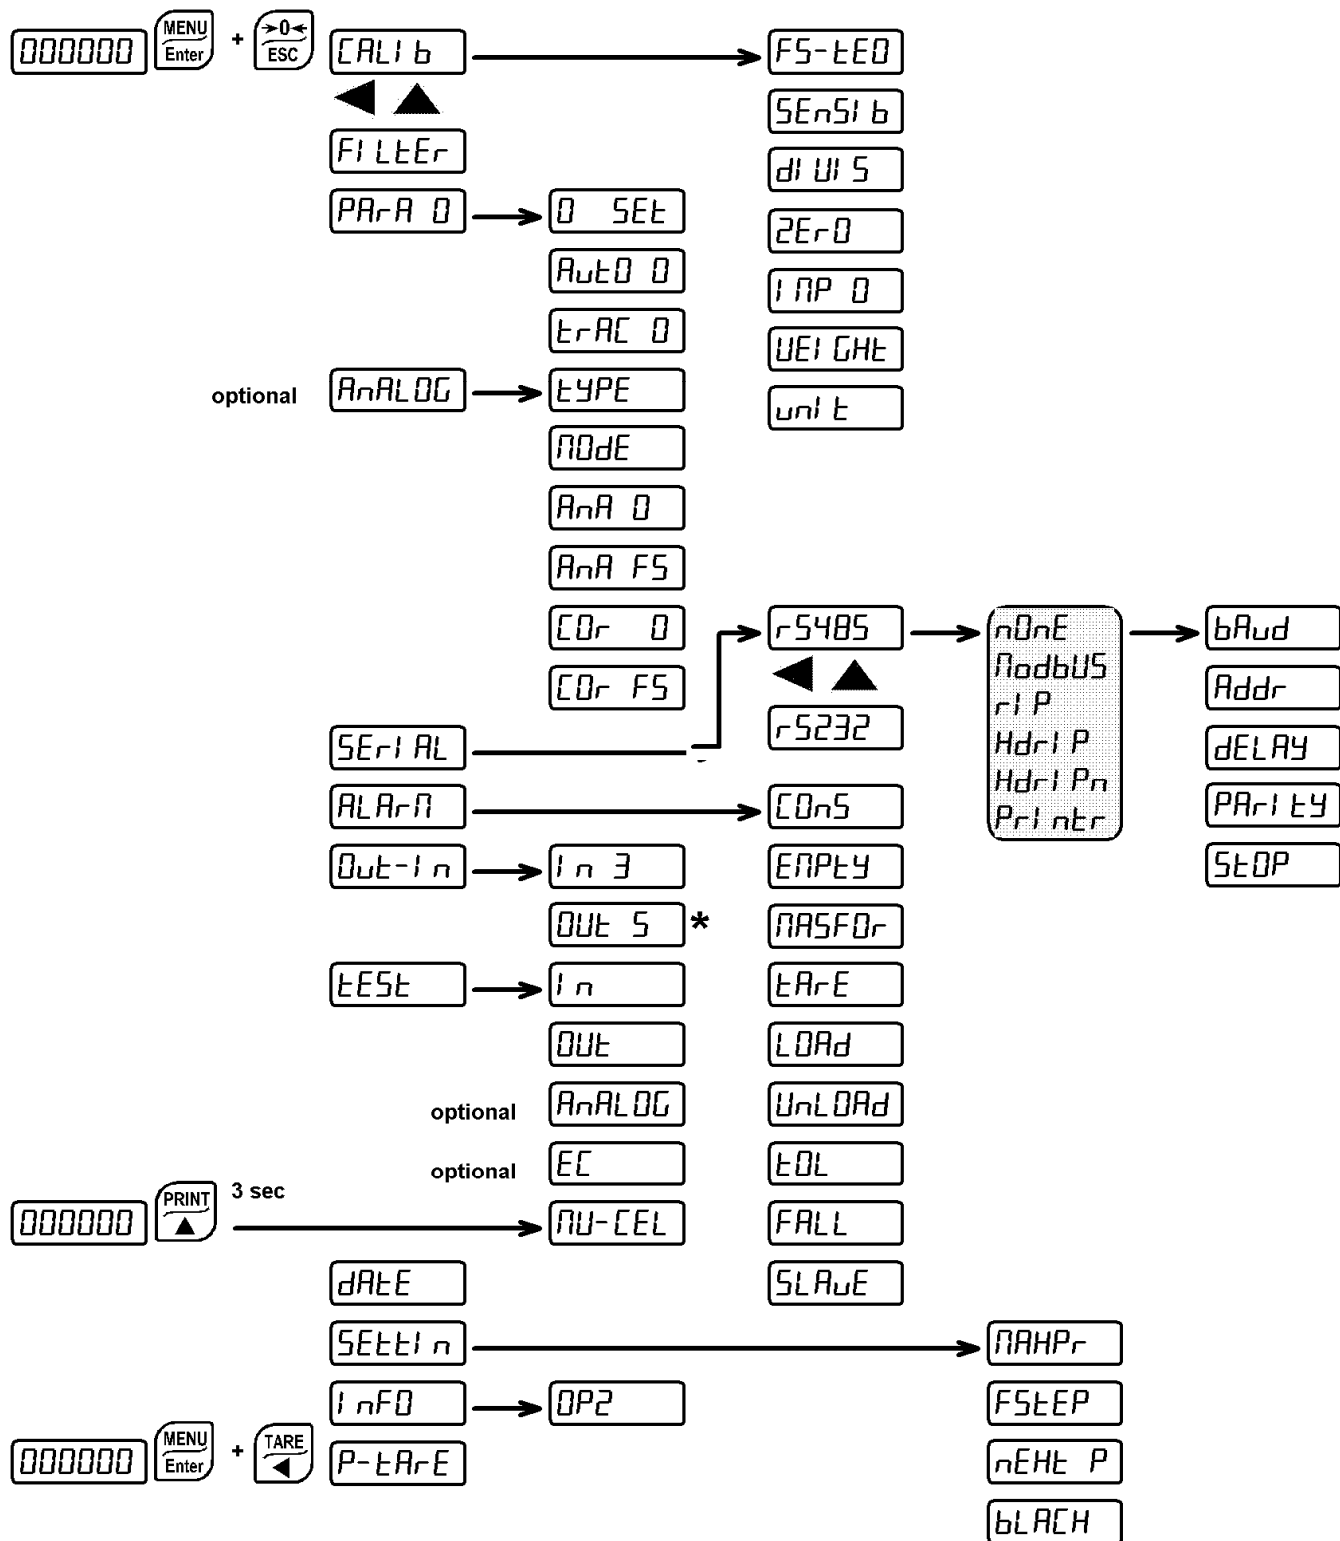 000000 MENU Enter + →0← ESC CALIb FS-tEO
SEnSIb
FILtEr dIUIS
PArA 0 0 SEt ZErO
AutO 0 INP 0
trAC 0 UEIGHt
optional AnALOG tYPE unIt
NOdE
AnA 0
AnA FS
COr 0 rS485 nOnE bAud
NodbUS
COr FS rIP Addr
SErIAL rS232 HdrIP dELAY
HdrIPn
ALArN COnS Printr PArItY
Out-In In 3 ENPtY StOP
OUt 5 * NASFOr
tESt In tArE
OUt LOAd
optional AnALOG UnLOAd
optional EC tOL
000000 PRINT 3 sec NU-CEL FALL
dAtE SLAuE
SEttIn NAHPr
InFO OP2 FStEP
000000 MENU Enter + TARE P-tArE nEHt P
bLACH